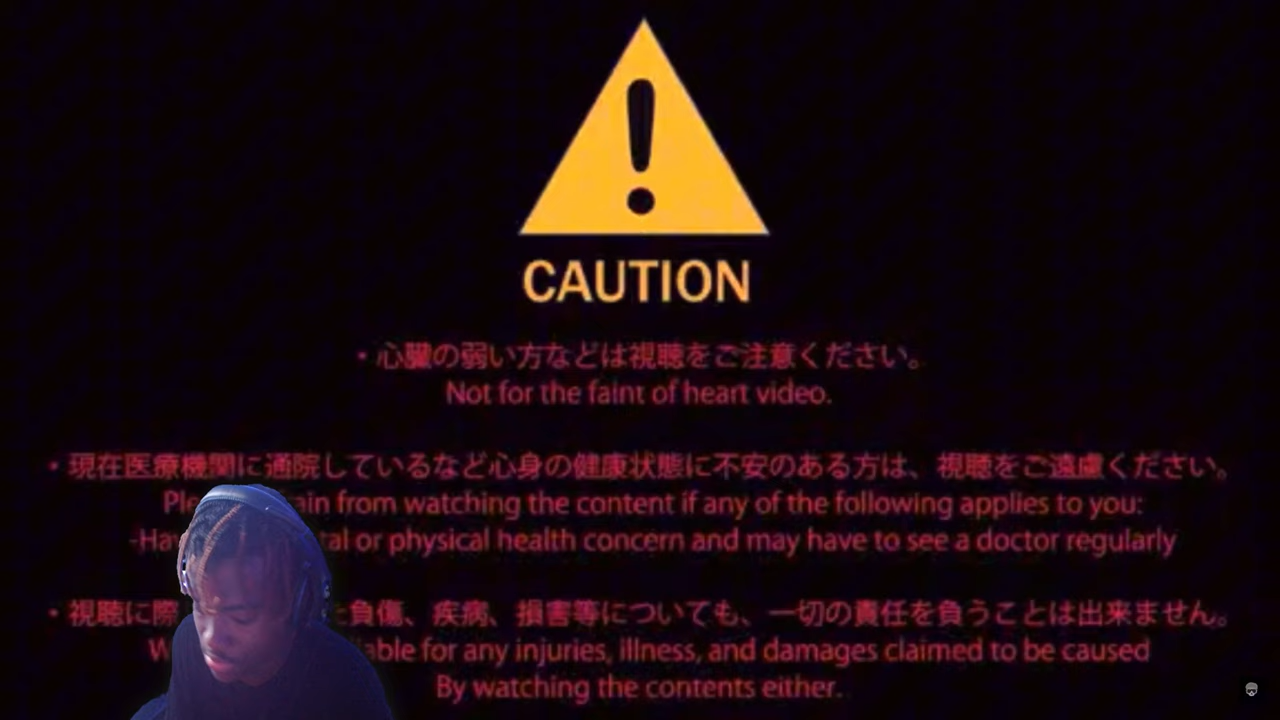 !
CAUTION
・心臓の弱い方などは視聴をご注意ください。
Not for the faint of heart video.
・現在医療機関に通院しているなど心身の健康状態に不安のある方は、視聴をご遠慮ください。
from watching the content if any of the following applies to you:
or physical health concern and may have to see a doctor regularly
・視聴に際 負傷、疾病、損害等についても、一切の責任を負うことは出来ません。
for any injuries, illness, and damages claimed to be caused
By watching the contents either.